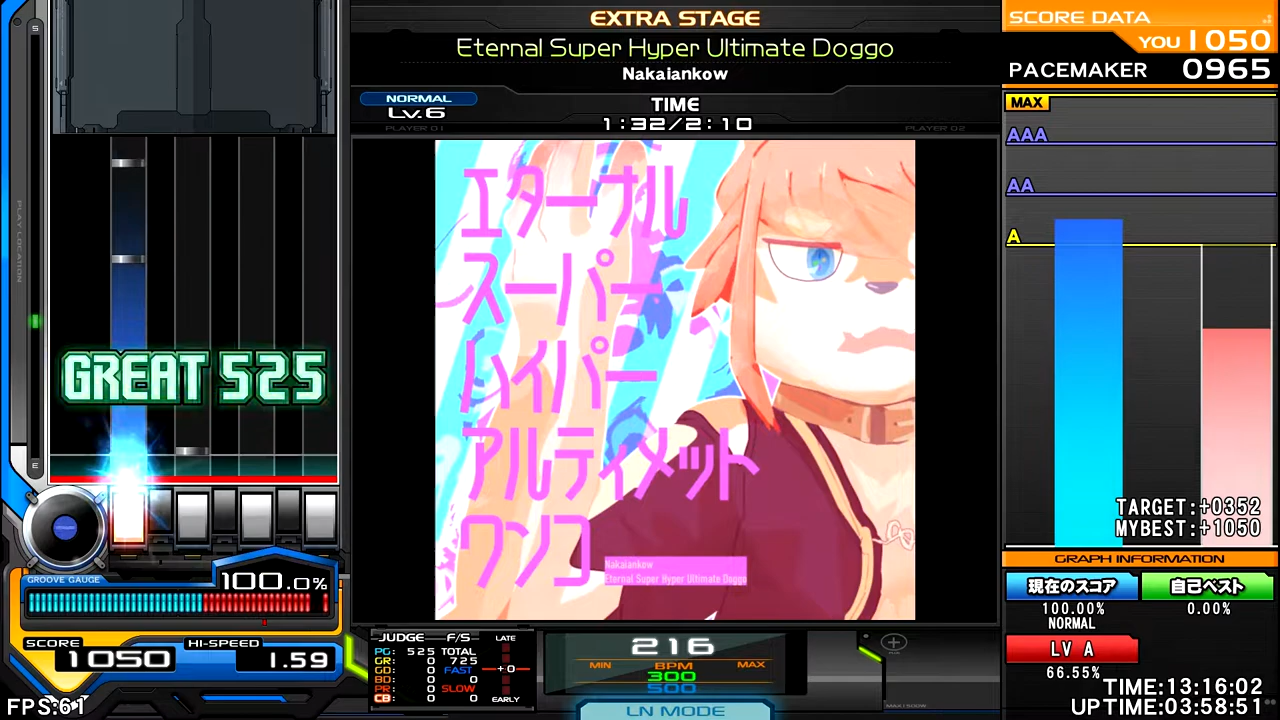 EXTRA STAGE
Eternal Super Hyper Ultimate Doggo
Nakaiankow
NORMAL
Lv.6
TIME
1:32/2:10
PLAYER 01
PLAYER 02
SCORE DATA
YOU 1050
PACEMAKER 0965
MAX
AAA
AA
A
S
PLAY LOCATION
E
GREAT 525
エターナル
スーパー
ハイパー
アルティメット
ワンコ
Nakaiankow
Eternal Super Hyper Ultimate Doggo
TARGET:+0352
MYBEST:+1050
GRAPH INFORMATION
現在のスコア
自己ベスト
100.00%
0.00%
NORMAL
LV A
66.55%
GROOVE GAUGE
100.0%
SCORE
1050
HI-SPEED
1.59
JUDGE F/S
PG: 525 TOTAL
GR: 0 725
GD: 0 FAST
BD: 0 0
PR: 0 SLOW
CB: 0 0
LATE
+0
EARLY
216
MIN BPM MAX
300
500
LN MODE
FPS:61
TIME:13:16:02
UP TIME:03:58:51